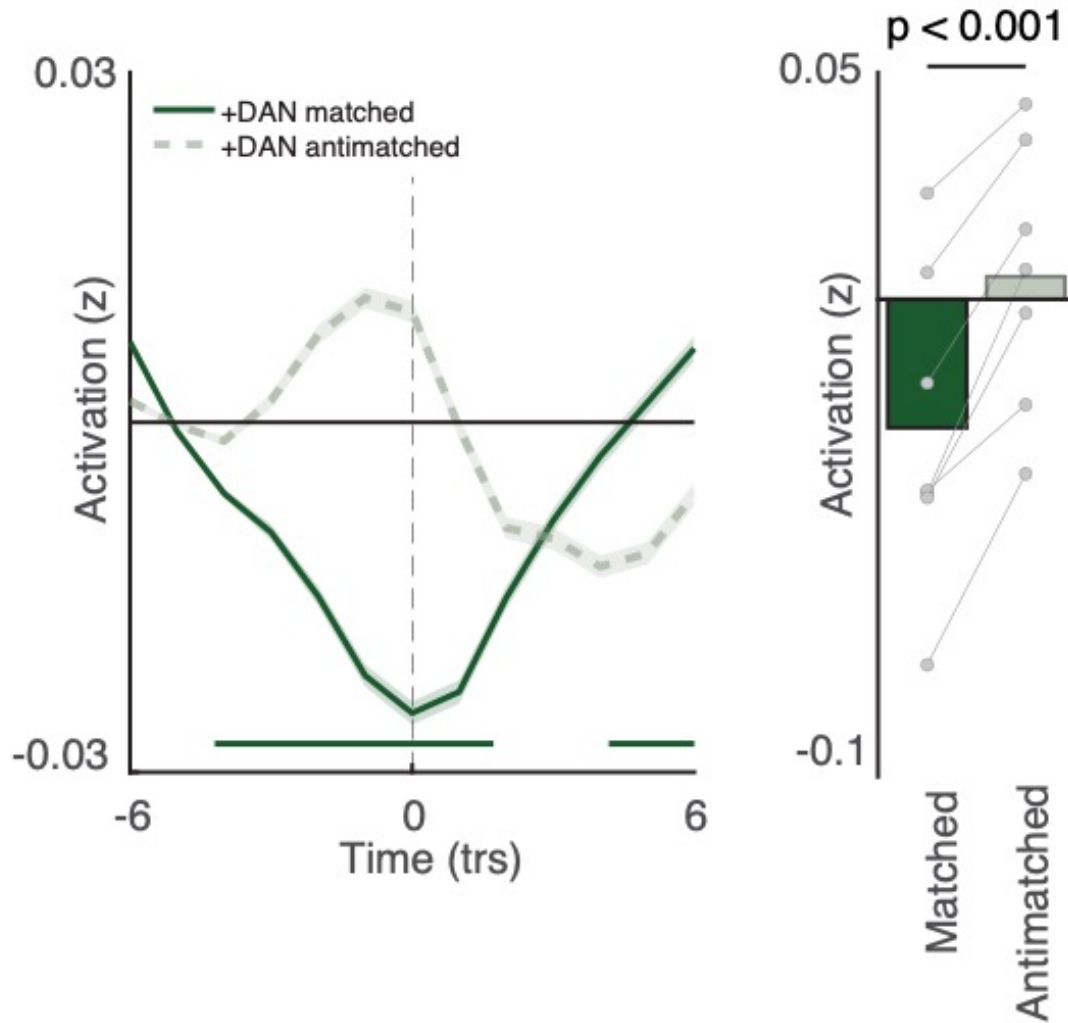 0.03
+DAN matched
+DAN antimatched
Activation (z)
-0.03
-6
0
6
Time (trs)
p < 0.001
0.05
Activation (z)
-0.1
Matched
Antimatched